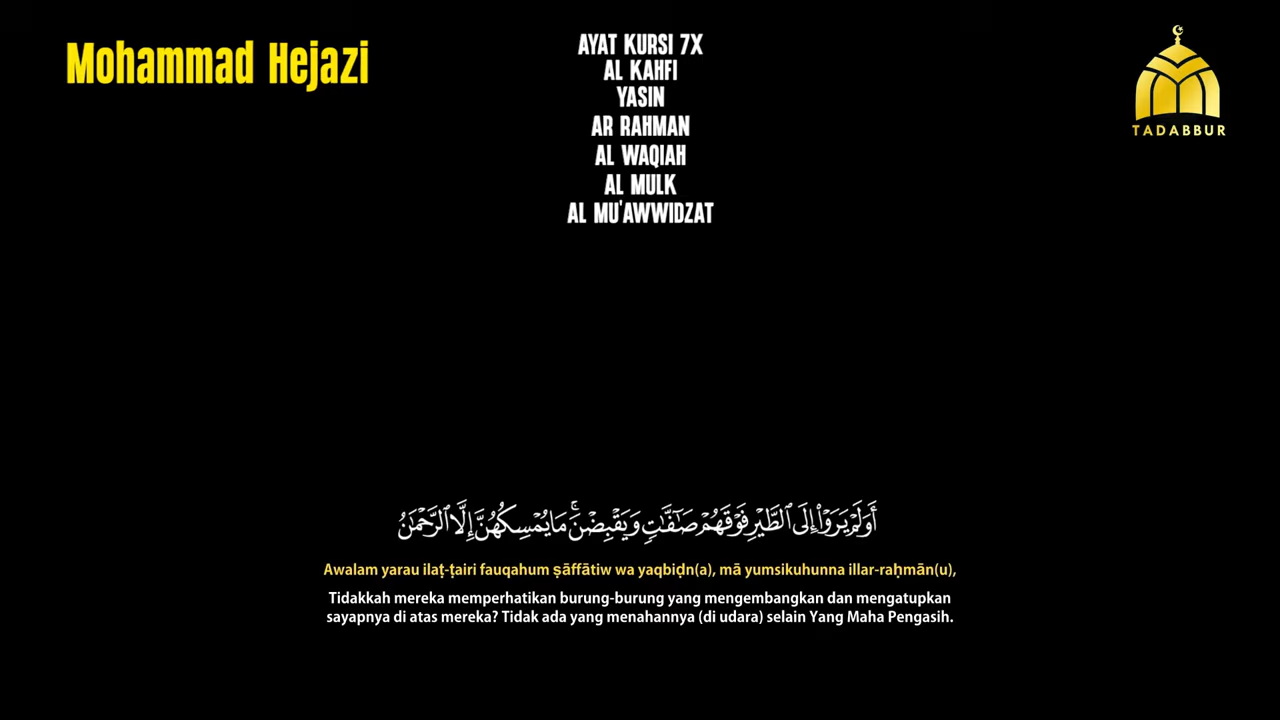 Mohammad Hejazi
AYAT KURSI 7X
AL KAHFI
YASIN
AR RAHMAN
AL WAQIAH
AL MULK
AL MU'AWWIDZAT
TADABBUR
أَوَلَمْ يَرَوْا۟ إِلَى ٱلطَّيْرِ فَوْقَهُمْ صَـٰٓفَّـٰتٍ وَيَقْبِضْنَ ۚ مَا يُمْسِكُهُنَّ إِلَّا ٱلرَّحْمَـٰنُ
Awalam yarau ilaṭ-ṭairi fauqahum ṣāffātiw wa yaqbiḍn(a), mā yumsikuhunna illar-raḥmān(u),
Tidakkah mereka memperhatikan burung-burung yang mengembangkan dan mengatupkan
sayapnya di atas mereka? Tidak ada yang menahannya (di udara) selain Yang Maha Pengasih.